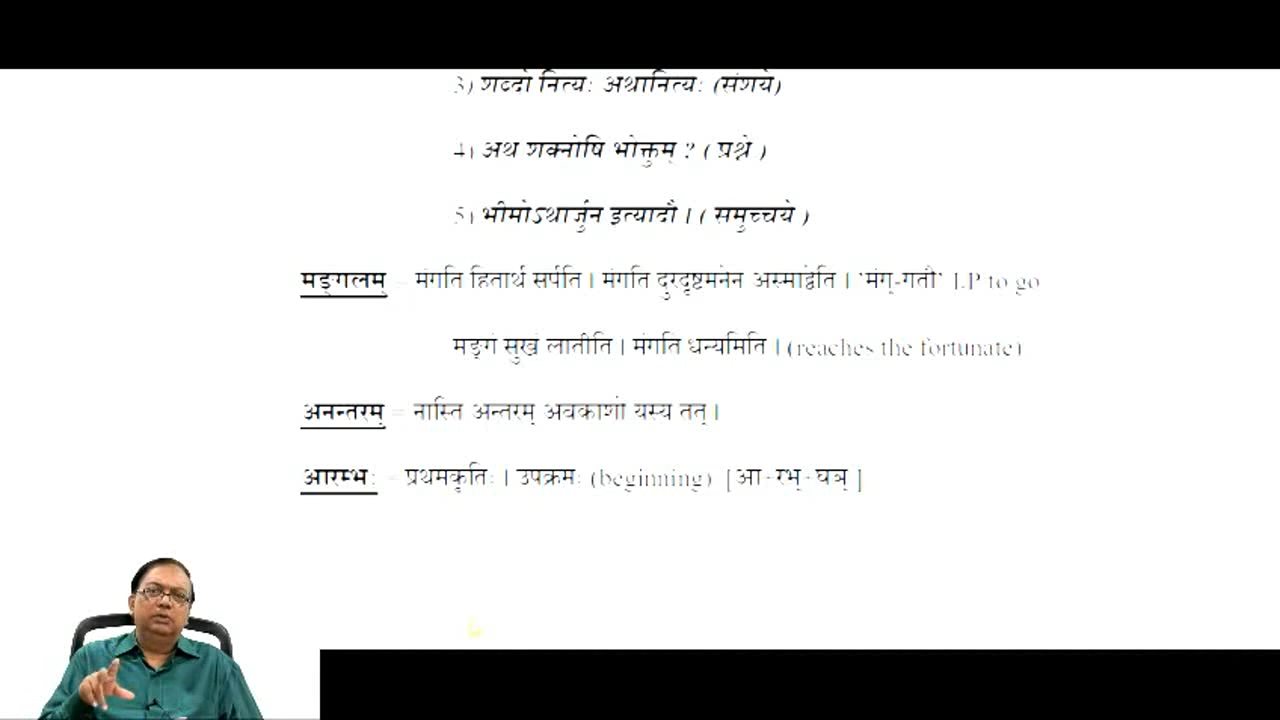 3) शब्दो नित्यः अथानित्यः (संशये)
4) अथ शक्नोषि भोक्तुम् ? ( प्रश्ने )
5) भीमोऽथार्जुन इत्यादौ । ( समुच्चये )
मङ्गलम् = मंगति हितार्थं सर्पति । मंगति दुरदृष्टमनेन अस्माद्वेति । 'मंग्-गतौ' I.P to go
मङ्गं सुखं लातीति । मंगति धन्यमिति । (reaches the fortunate)
अनन्तरम् = नास्ति अन्तरम् अवकाशो यस्य तत् ।
आरम्भः = प्रथमकृतिः । उपक्रमः (beginning) [आ-रभ्-घञ् ]